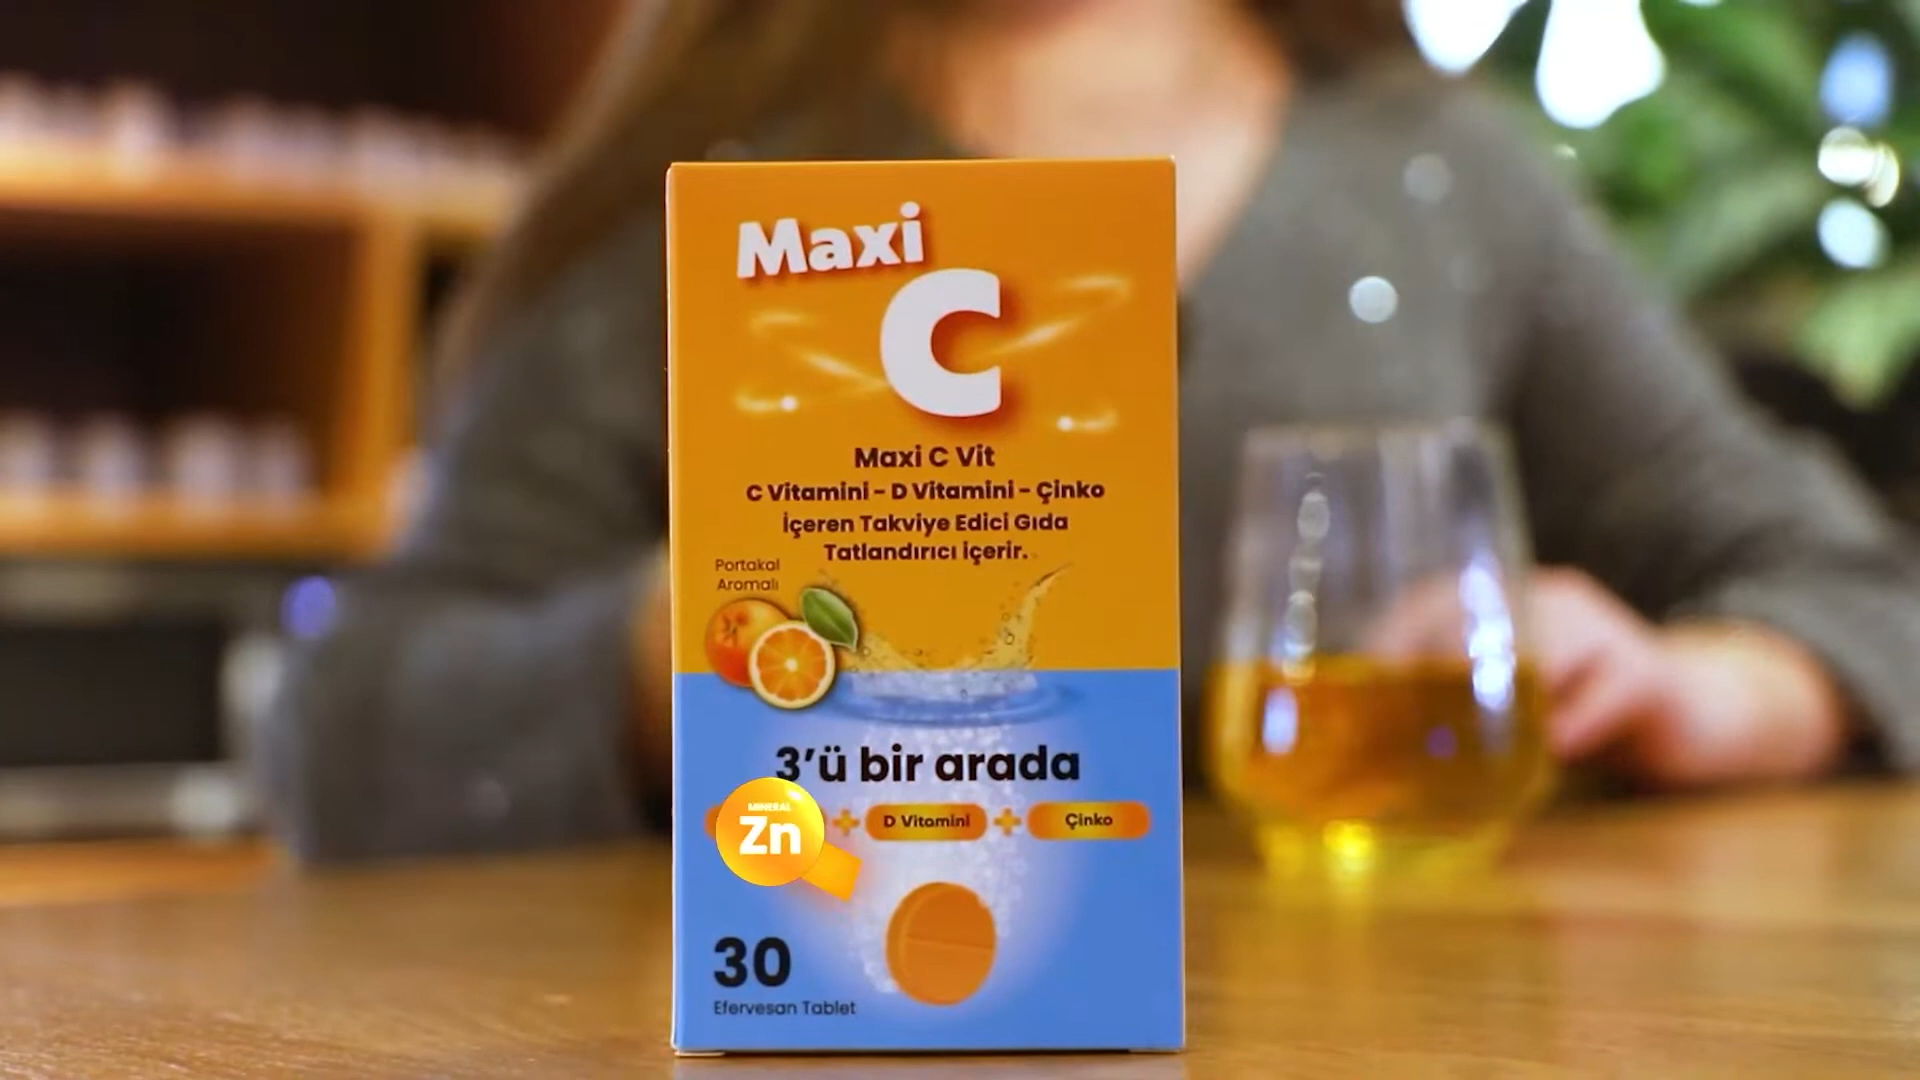 Maxi
C
Maxi C Vit
C Vitamini - D Vitamini - Çinko
İçeren Takviye Edici Gıda
Tatlandırıcı içerir.
Portakal
Aromalı
3'ü bir arada
MINERAL
Zn
+ D Vitamini + Çinko
30
Efervesan Tablet